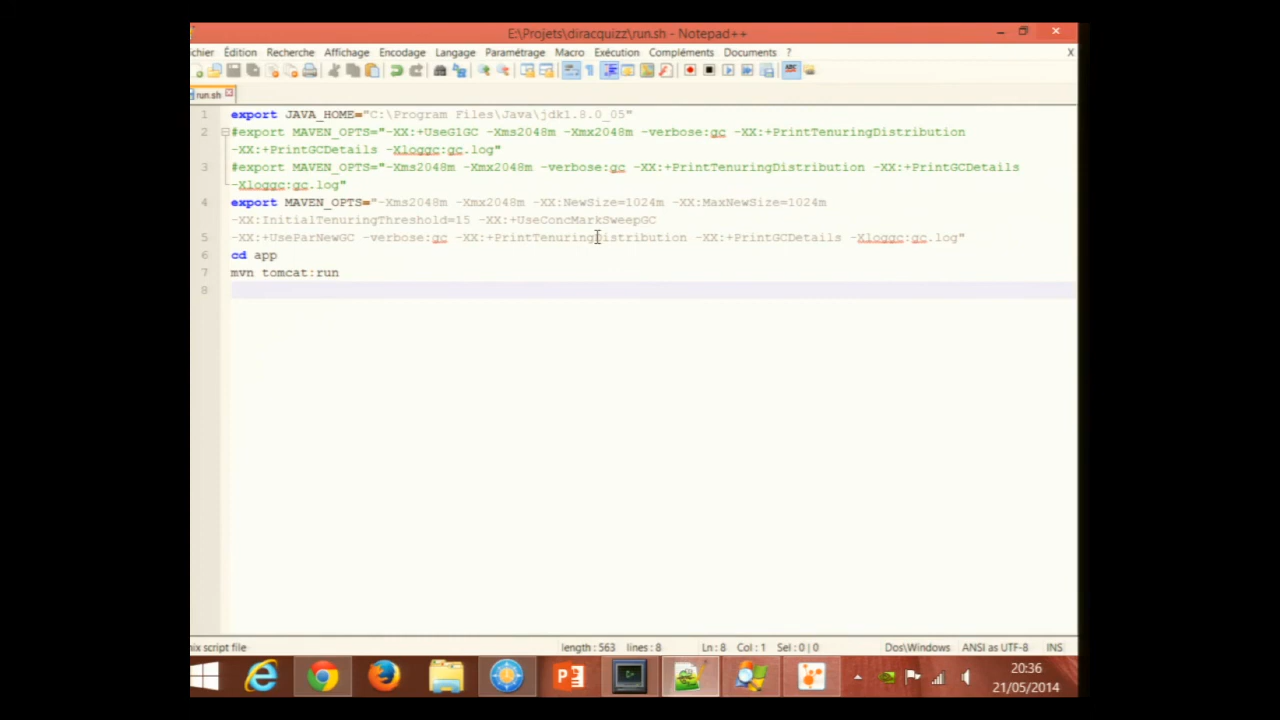 E:\Projets\diracquizz\run.sh - Notepad++
ichier Édition Recherche Affichage Encodage Langage Paramétrage Macro Exécution Compléments Documents ? X
run.sh
1 export JAVA_HOME="C:\Program Files\Java\jdk1.8.0_05"
2 #export MAVEN_OPTS="-XX:+UseG1GC -Xms2048m -Xmx2048m -verbose:gc -XX:+PrintTenuringDistribution
-XX:+PrintGCDetails -Xloggc:gc.log"
3 #export MAVEN_OPTS="-Xms2048m -Xmx2048m -verbose:gc -XX:+PrintTenuringDistribution -XX:+PrintGCDetails
-Xloggc:gc.log"
4 export MAVEN_OPTS="-Xms2048m -Xmx2048m -XX:NewSize=1024m -XX:MaxNewSize=1024m
-XX:InitialTenuringThreshold=15 -XX:+UseConcMarkSweepGC
5 -XX:+UseParNewGC -verbose:gc -XX:+PrintTenuringDistribution -XX:+PrintGCDetails -Xloggc:gc.log"
6 cd app
7 mvn tomcat:run
8
nix script file length : 563 lines : 8 Ln : 8 Col : 1 Sel : 0 | 0 Dos\Windows ANSI as UTF-8 INS
20:36
21/05/2014